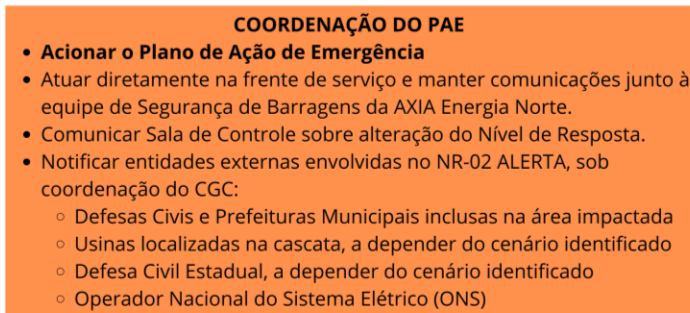 COORDENAÇÃO DO PAE
• Acionar o Plano de Ação de Emergência
• Atuar diretamente na frente de serviço e manter comunicações junto à
equipe de Segurança de Barragens da AXIA Energia Norte.
• Comunicar Sala de Controle sobre alteração do Nível de Resposta.
• Notificar entidades externas envolvidas no NR-02 ALERTA, sob
coordenação do CGC:
◦ Defesas Civis e Prefeituras Municipais inclusas na área impactada
◦ Usinas localizadas na cascata, a depender do cenário identificado
◦ Defesa Civil Estadual, a depender do cenário identificado
◦ Operador Nacional do Sistema Elétrico (ONS)